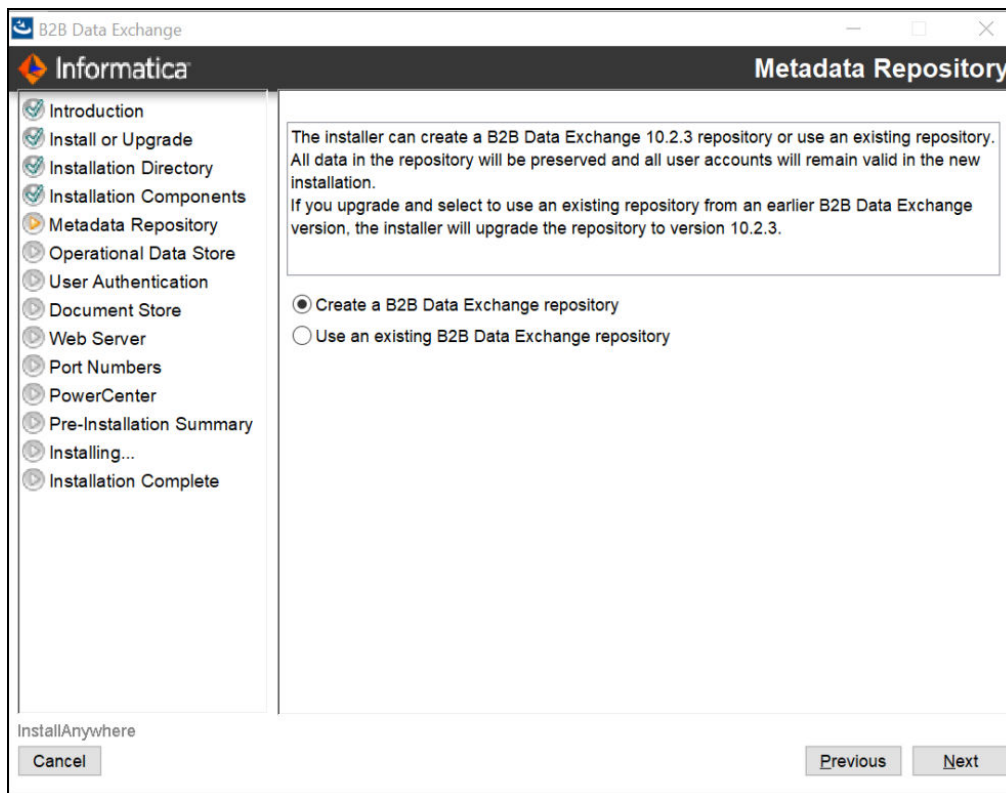 B2B Data Exchange
Informatica
Metadata Repository
Introduction
Install or Upgrade
Installation Directory
Installation Components
Metadata Repository
Operational Data Store
User Authentication
Document Store
Web Server
Port Numbers
PowerCenter
Pre-Installation Summary
Installing...
Installation Complete
The installer can create a B2B Data Exchange 10.2.3 repository or use an existing repository.
All data in the repository will be preserved and all user accounts will remain valid in the new
installation.
If you upgrade and select to use an existing repository from an earlier B2B Data Exchange
version, the installer will upgrade the repository to version 10.2.3.
Create a B2B Data Exchange repository
Use an existing B2B Data Exchange repository
InstallAnywhere
Cancel
Previous
Next